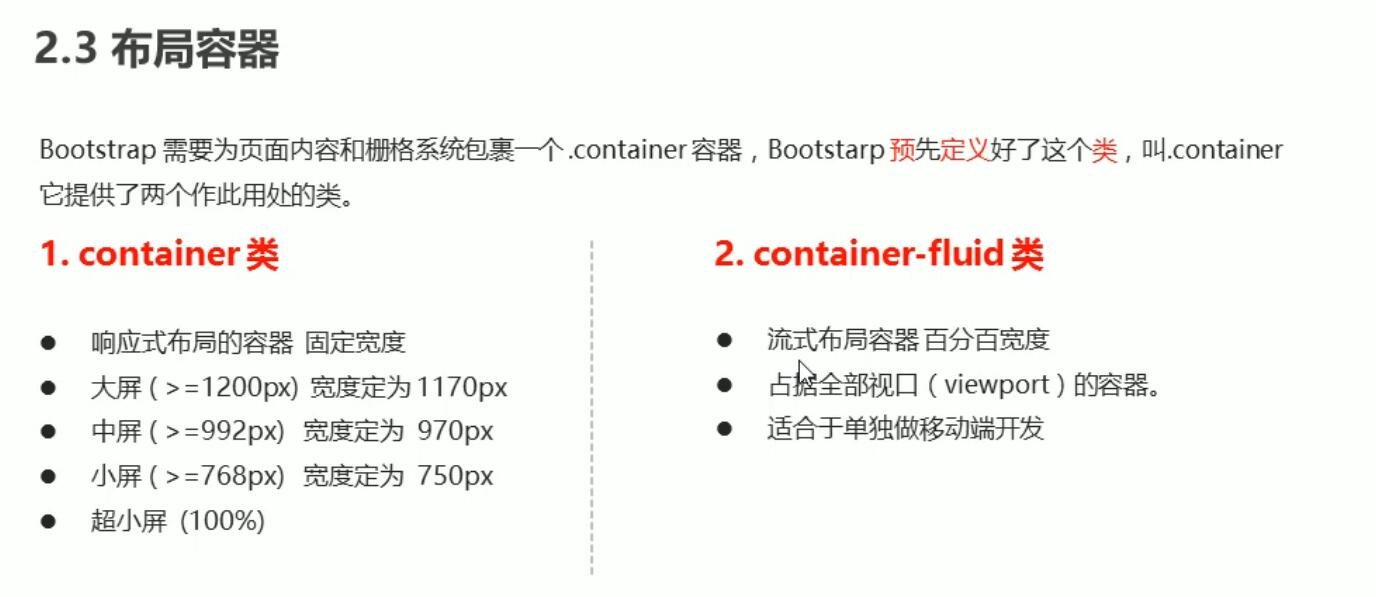 2.3 布局容器
Bootstrap 需要为页面内容和栅格系统包裹一个 .container 容器，Bootstarp 预先定义好了这个类，叫.container
它提供了两个作此用处的类。
1. container 类
响应式布局的容器 固定宽度
大屏 ( >=1200px) 宽度定为 1170px
中屏 ( >=992px) 宽度定为 970px
小屏 ( >=768px) 宽度定为 750px
超小屏 (100%)
2. container-fluid 类
流式布局容器 百分百宽度
占据全部视口（viewport）的容器。
适合于单独做移动端开发